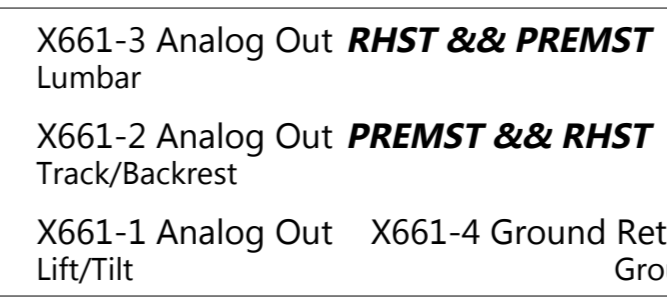 X661-3 Analog Out RHST && PREMST
Lumbar
X661-2 Analog Out PREMST && RHST
Track/Backrest
X661-1 Analog Out X661-4 Ground Ret
Lift/Tilt Grou